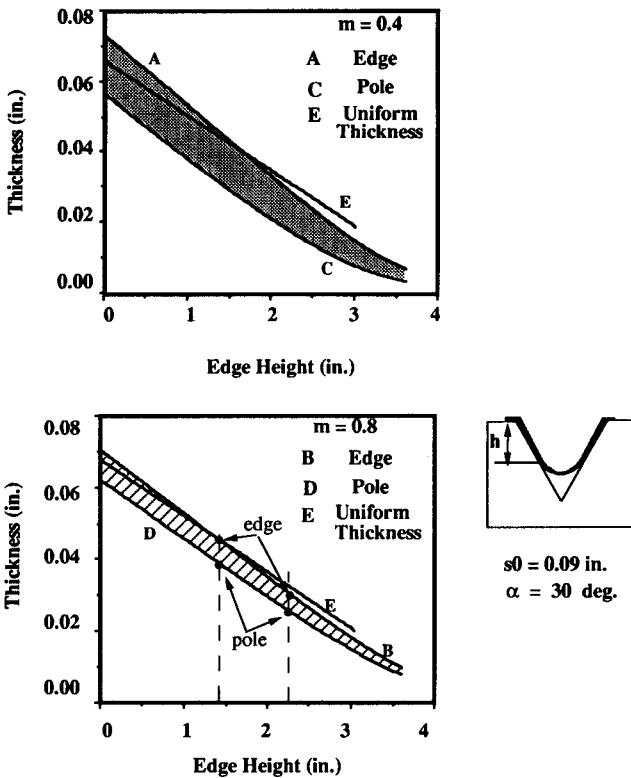 0.08
0.06
0.04
0.02
0.00
Thickness (in.)
m = 0.4
A Edge
C Pole
E Uniform
Thickness
A
E
C
0 1 2 3 4
Edge Height (in.)
0.08
0.06
0.04
0.02
0.00
Thickness (in.)
m = 0.8
B Edge
D Pole
E Uniform
Thickness
edge
D
E
pole
B
0 1 2 3 4
Edge Height (in.)
h
s0 = 0.09 in.
α = 30 deg.